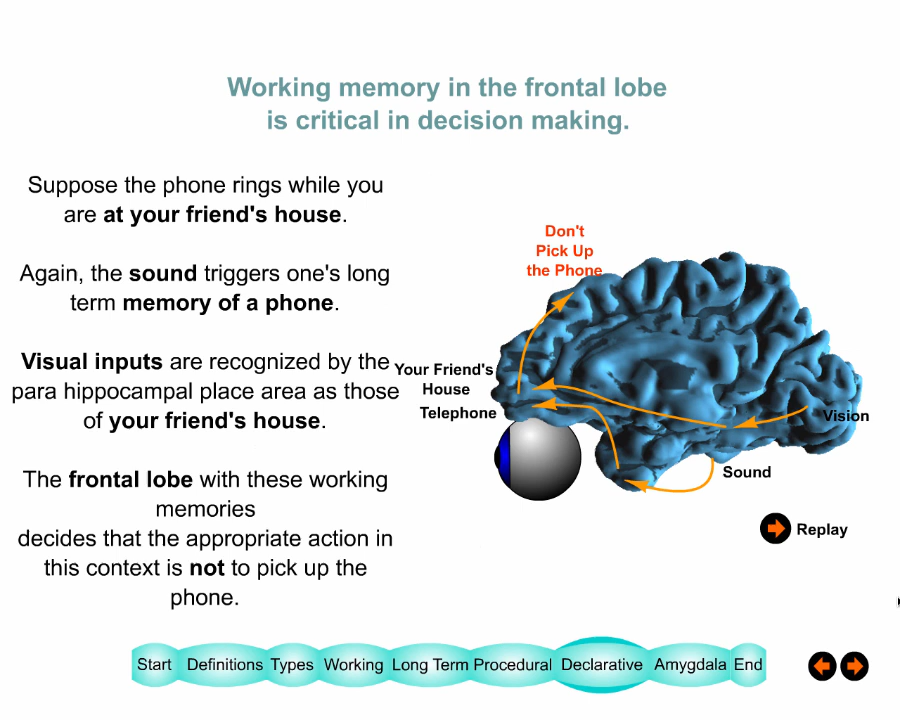 Working memory in the frontal lobe
is critical in decision making.
Suppose the phone rings while you
are at your friend's house.
Again, the sound triggers one's long
term memory of a phone.
Visual inputs are recognized by the
para hippocampal place area as those
of your friend's house.
The frontal lobe with these working
memories
decides that the appropriate action in
this context is not to pick up the
phone.
Don't
Pick Up
the Phone
Your Friend's
House
Telephone
Vision
Sound
Replay
Start Definitions Types Working Long Term Procedural Declarative Amygdala End